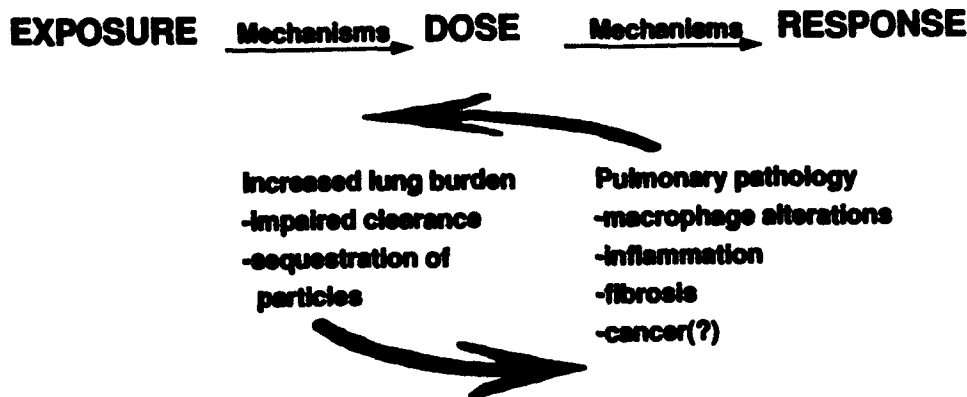 EXPOSURE Mechanisms DOSE Mechanisms RESPONSE
Increased lung burden
-impaired clearance
-sequestration of
particles
Pulmonary pathology
-macrophage alterations
-inflammation
-fibrosis
-cancer(?)